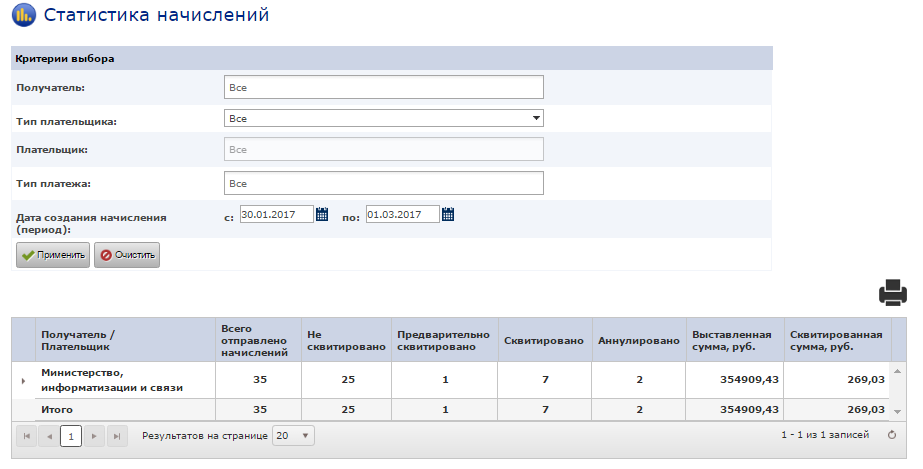 Статистика начислений
Критерии выбора
Получатель: Все
Тип плательщика: Все
Плательщик: Все
Тип платежа: Все
Дата создания начисления (период): с: 30.01.2017 по: 01.03.2017
Применить Очистить
Получатель / Плательщик Всего отправлено начислений Не сквитировано Предварительно сквитировано Сквитировано Аннулировано Выставленная сумма, руб. Сквитированная сумма, руб.
Министерство, информатизации и связи 35 25 1 7 2 354909,43 269,03
Итого 35 25 1 7 2 354909,43 269,03
1 Результатов на странице 20 1 - 1 из 1 записей